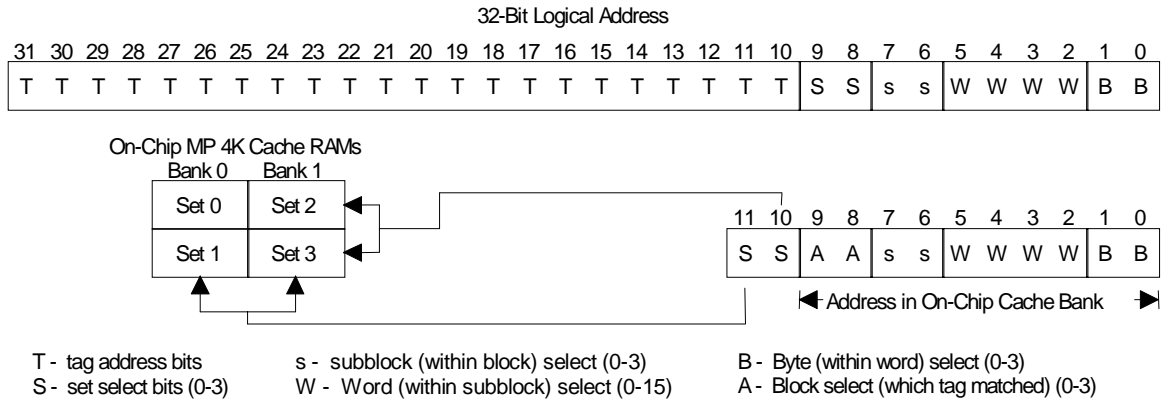 32-Bit Logical Address
31 30 29 28 27 26 25 24 23 22 21 20 19 18 17 16 15 14 13 12 11 10 9 8 7 6 5 4 3 2 1 0
T T T T T T T T T T T T T T T T T T T T T T S S s s W W W W B B
On-Chip MP 4K Cache RAMs
Bank 0 Bank 1
Set 0 Set 2
11 10 9 8 7 6 5 4 3 2 1 0
Set 1 Set 3
S S A A s s W W W W B B
Address in On-Chip Cache Bank
T - tag address bits s - subblock (within block) select (0-3) B - Byte (within word) select (0-3)
S - set select bits (0-3) W - Word (within subblock) select (0-15) A - Block select (which tag matched) (0-3)